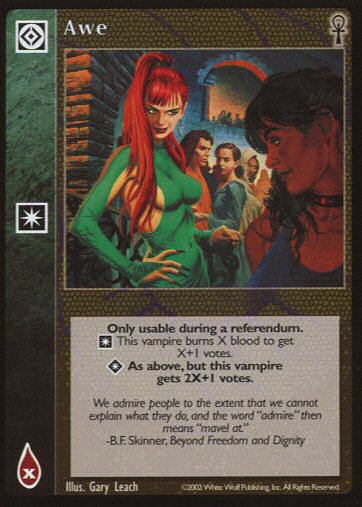 Awe
Only usable during a referendum.
This vampire burns X blood to get
X+1 votes.
As above, but this vampire
gets 2X+1 votes.
We admire people to the extent that we cannot
explain what they do, and the word "admire" then
means "mavel at."
-B.F. Skinner, Beyond Freedom and Dignity
X
Illus. Gary Leach
©2002 White Wolf Publishing, Inc. All Rights Reserved.